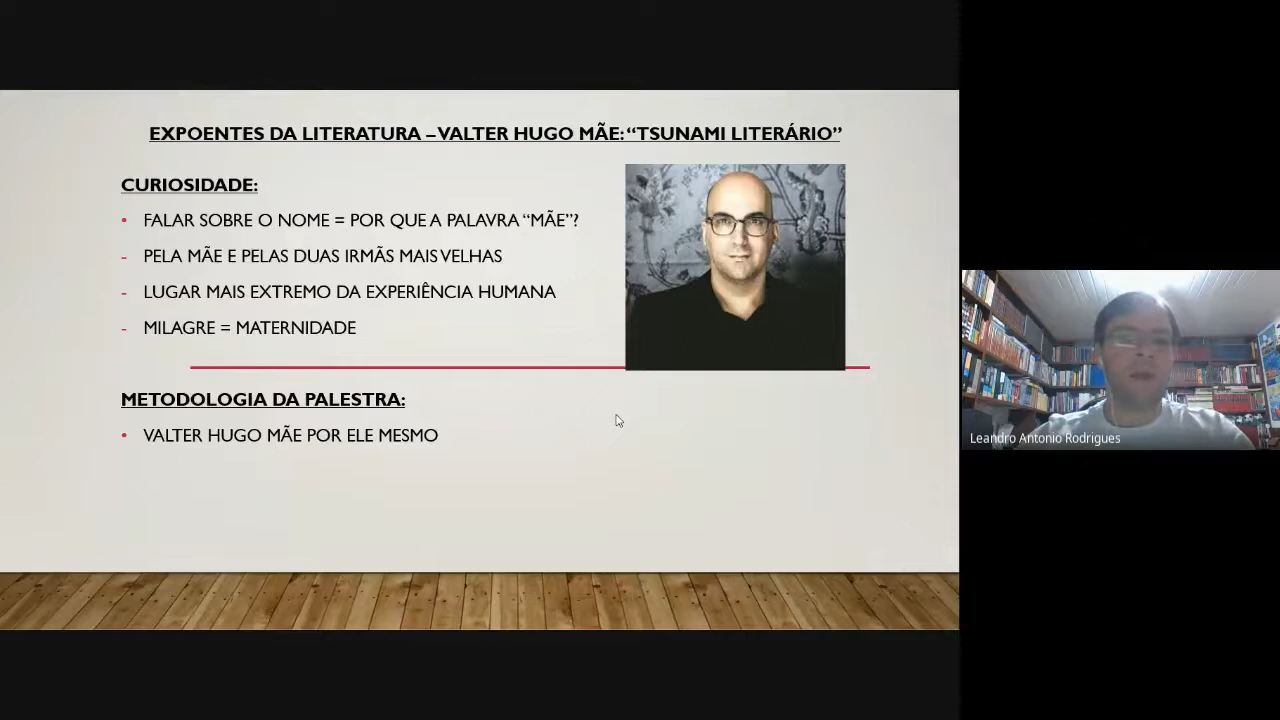 EXPOENTES DA LITERATURA – VALTER HUGO MÃE: “TSUNAMI LITERÁRIO”
CURIOSIDADE:
• FALAR SOBRE O NOME = POR QUE A PALAVRA “MÃE”?
- PELA MÃE E PELAS DUAS IRMÃS MAIS VELHAS
- LUGAR MAIS EXTREMO DA EXPERIÊNCIA HUMANA
- MILAGRE = MATERNIDADE
METODOLOGIA DA PALESTRA:
• VALTER HUGO MÃE POR ELE MESMO
Leandro Antonio Rodrigues